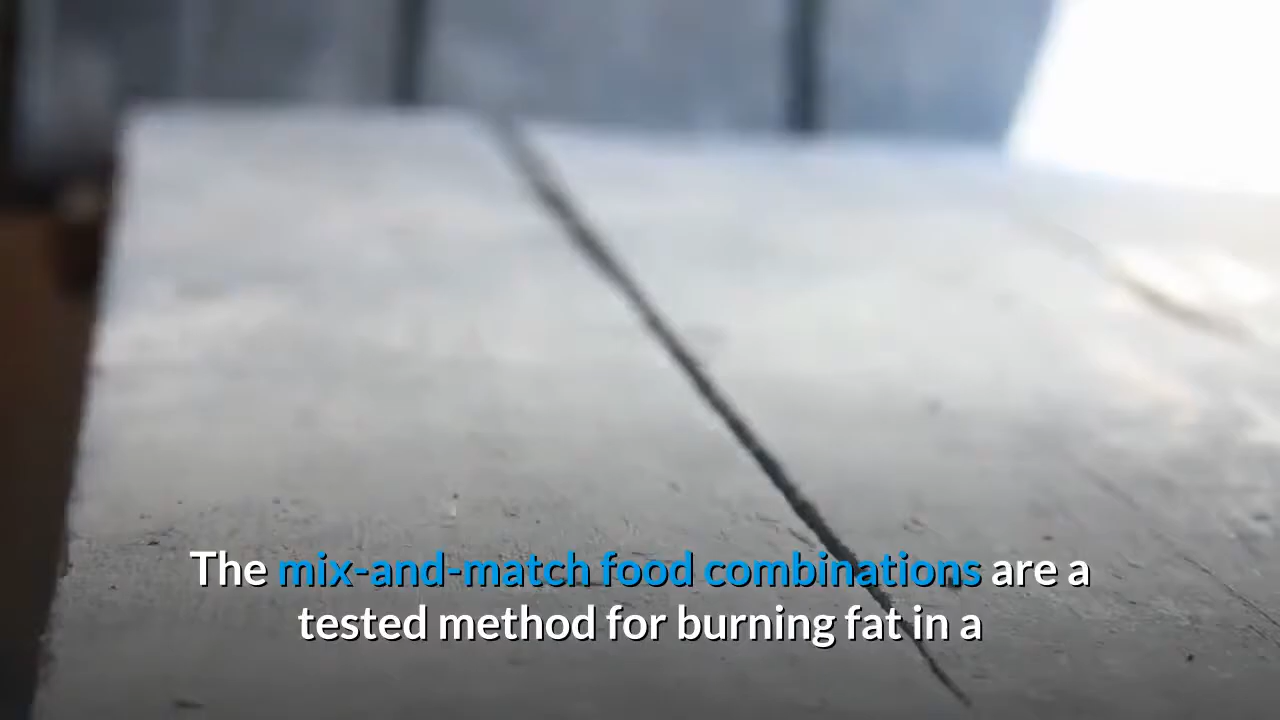 The mix-and-match food combinations are a
tested method for burning fat in a